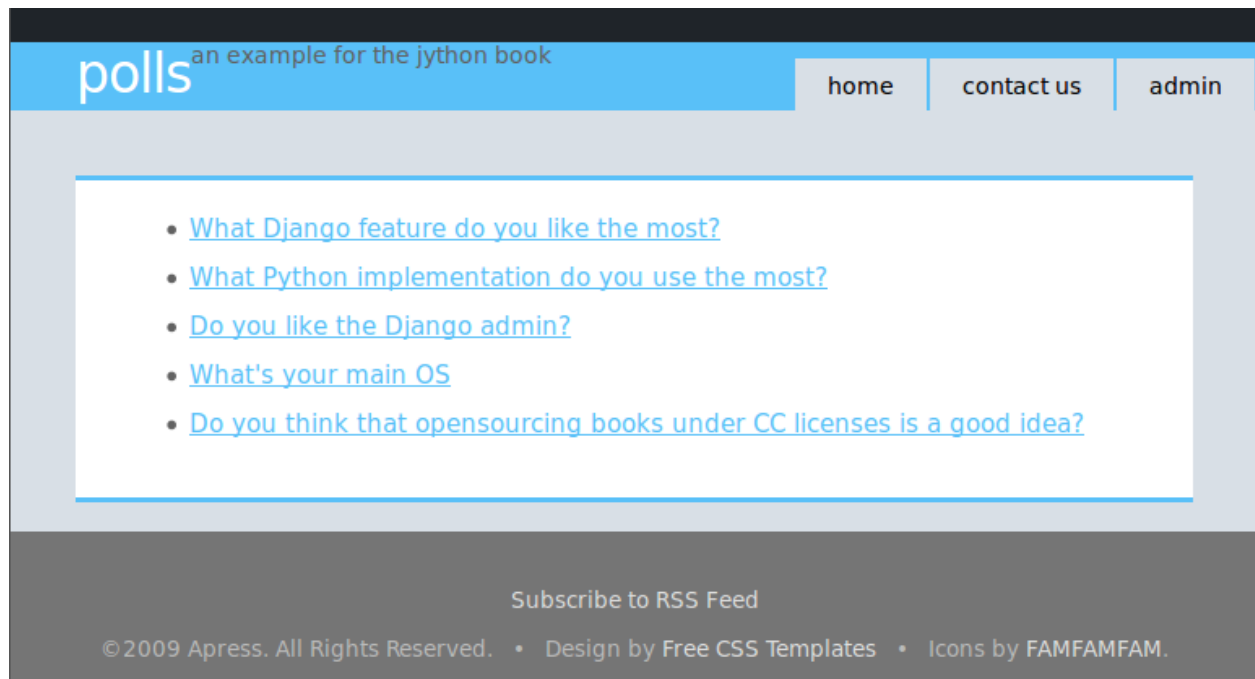 polls an example for the jython book
home contact us admin
• What Django feature do you like the most?
• What Python implementation do you use the most?
• Do you like the Django admin?
• What's your main OS
• Do you think that opensourcing books under CC licenses is a good idea?
Subscribe to RSS Feed
©2009 Apress. All Rights Reserved. • Design by Free CSS Templates • Icons by FAMFAMFAM.